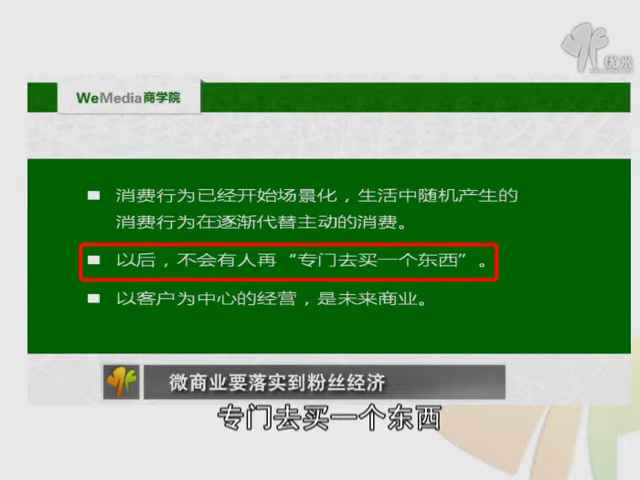 优米
WeMedia商学院
■ 消费行为已经开始场景化，生活中随机产生的
消费行为在逐渐代替主动的消费。
■ 以后，不会有人再“专门去买一个东西”。
■ 以客户为中心的经营，是未来商业。
微商业要落实到粉丝经济
专门去买一个东西